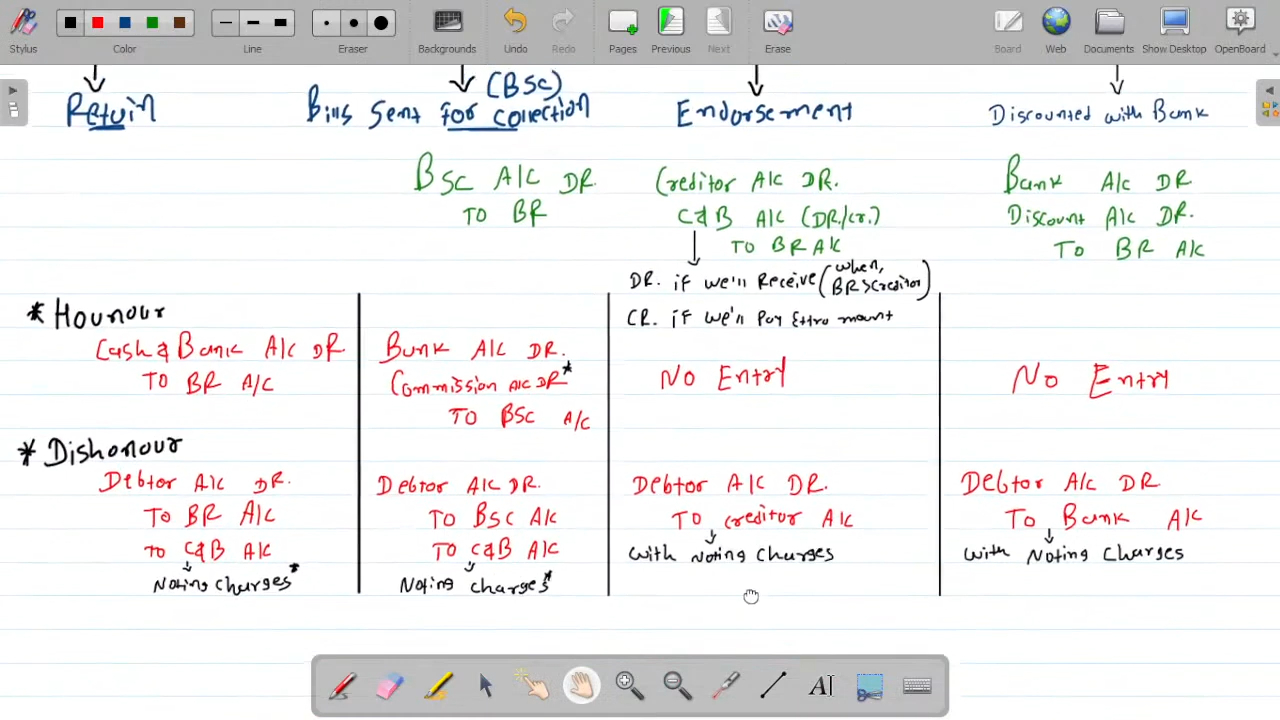 Stylus
Color
Line
Eraser
Backgrounds
Undo
Redo
Pages
Previous
Next
Erase
Board
Web
Documents
Show Desktop
OpenBoard
Retuin
(BSC)
Bills Sent for collection
Endorsement
Discounted with Bank
BSC A/C DR.
TO BR
Creditor A/C DR.
C&B A/C (DR./cr.)
TO BR A/C
Bank A/C DR
Discount A/C DR.
TO BR A/C
DR. if we'll Receive (when, BR>Creditor)
CR. if we'll Pay Extra mount
* Hounour
Cash & Bank A/C DR
TO BR A/C
Bank A/C DR.
Commission A/C DR*
TO BSC A/C
No Entry
No Entry
* Dishonour
Debtor A/C DR.
TO BR A/C
to C&B A/C
Noting Charges*
Debtor A/C DR.
TO BSC A/C
TO C&B A/C
Noting charges*
Debtor A/C DR.
TO creditor A/C
with Noting Charges
Debtor A/C DR
To Bank A/C
with Noting Charges